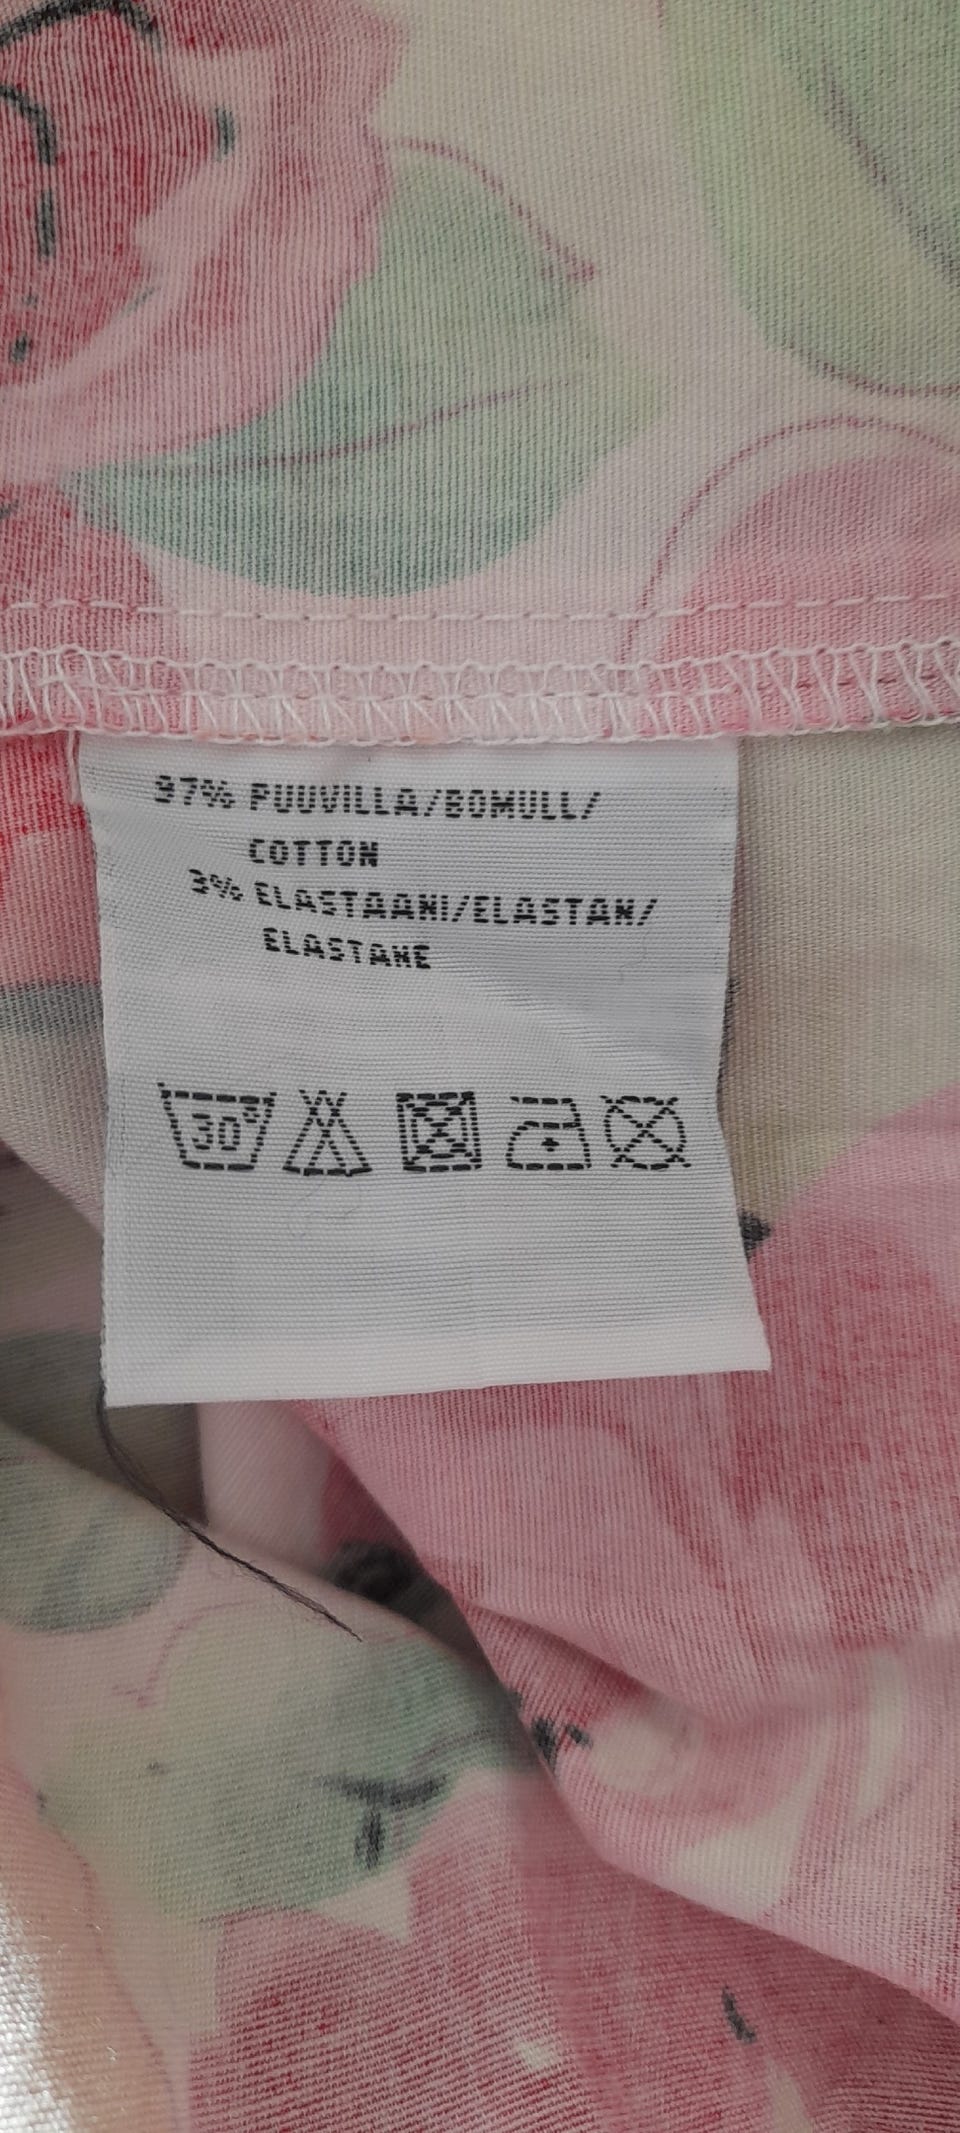 97% PUUVILLA/BOMULL/
COTTON
3% ELASTAANI/ELASTAN/
ELASTANE
30°